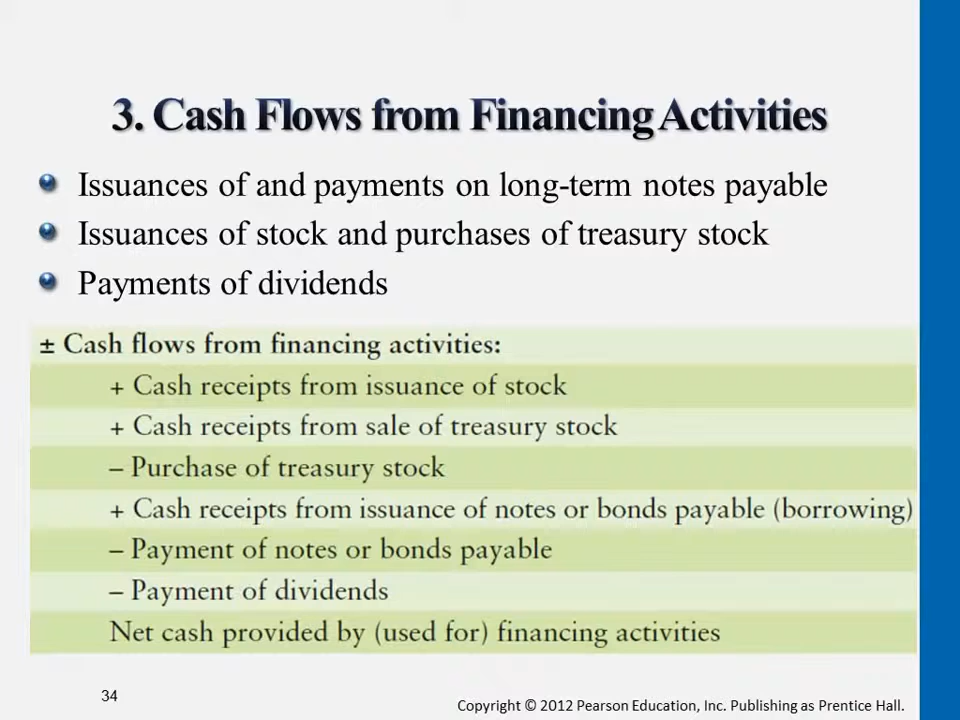 3. Cash Flows from Financing Activities
Issuances of and payments on long-term notes payable
Issuances of stock and purchases of treasury stock
Payments of dividends
± Cash flows from financing activities:
+ Cash receipts from issuance of stock
+ Cash receipts from sale of treasury stock
– Purchase of treasury stock
+ Cash receipts from issuance of notes or bonds payable (borrowing)
– Payment of notes or bonds payable
– Payment of dividends
Net cash provided by (used for) financing activities
34
Copyright © 2012 Pearson Education, Inc. Publishing as Prentice Hall.